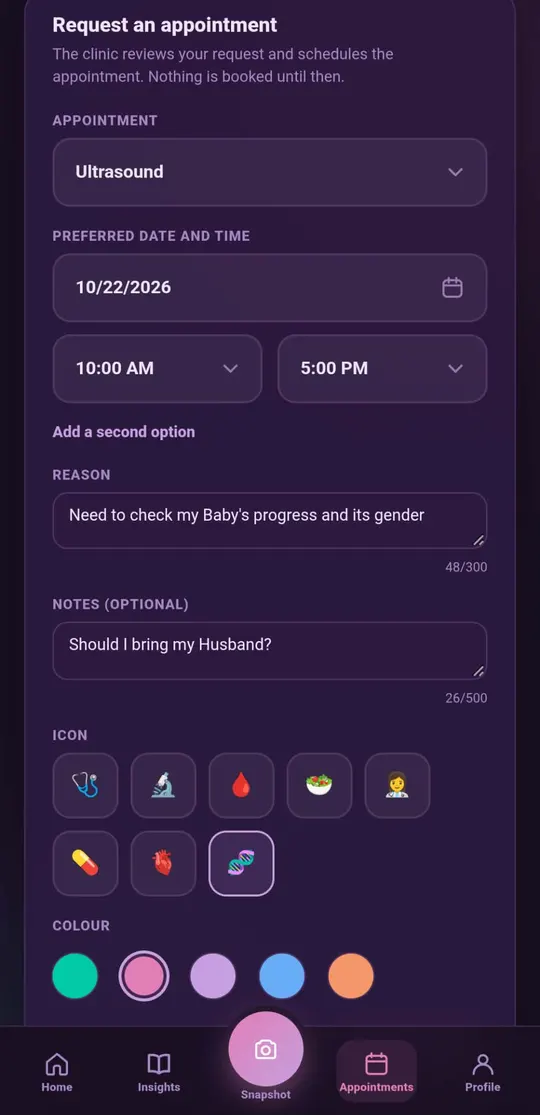 Request an appointment
The clinic reviews your request and schedules the
appointment. Nothing is booked until then.
APPOINTMENT
Ultrasound
PREFERRED DATE AND TIME
10/22/2026
10:00 AM
5:00 PM
Add a second option
REASON
Need to check my Baby's progress and its gender
48/300
NOTES (OPTIONAL)
Should I bring my Husband?
26/500
ICON
COLOUR
Home
Insights
Snapshot
Appointments
Profile